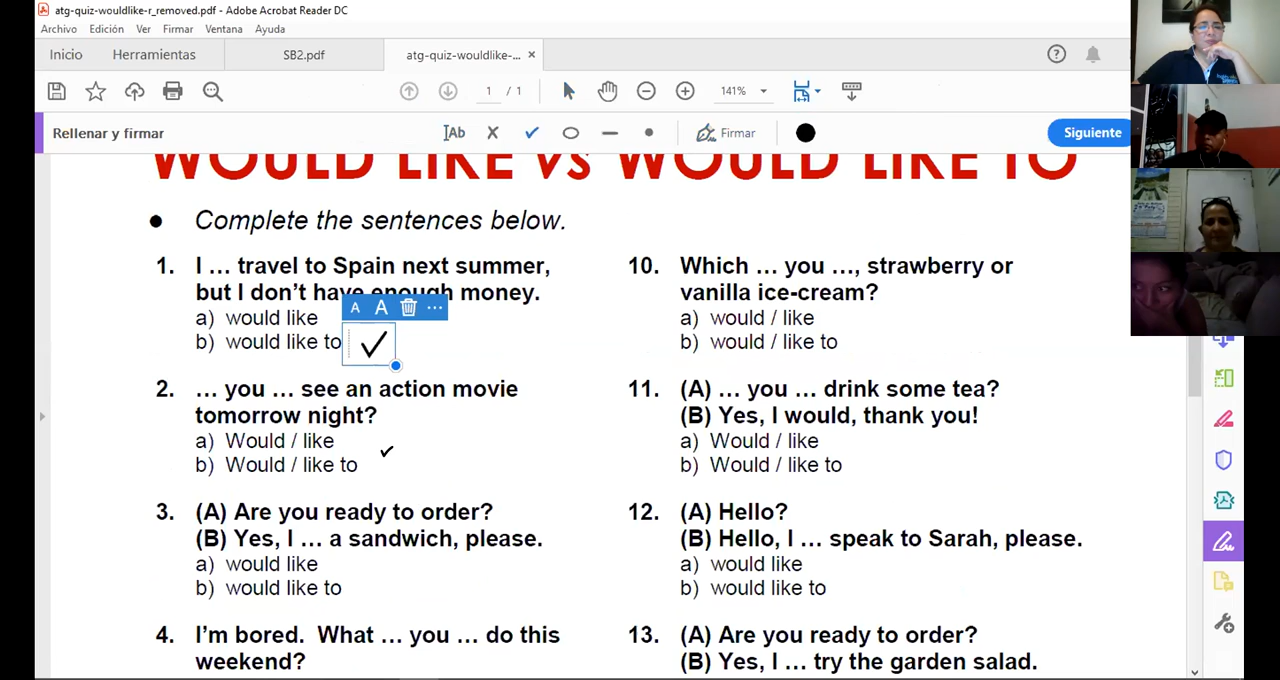 atg-quiz-wouldlike-r_removed.pdf - Adobe Acrobat Reader DC
Archivo Edición Ver Firmar Ventana Ayuda
Inicio Herramientas SB2.pdf atg-quiz-wouldlike-... ×
1 / 1 141%
Rellenar y firmar Firmar Siguiente
WOULD LIKE vs WOULD LIKE TO
● Complete the sentences below.
1. I … travel to Spain next summer,
but I don't have enough money.
a) would like
b) would like to
2. … you … see an action movie
tomorrow night?
a) Would / like
b) Would / like to
3. (A) Are you ready to order?
(B) Yes, I … a sandwich, please.
a) would like
b) would like to
4. I'm bored. What … you … do this
weekend?
10. Which … you …, strawberry or
vanilla ice-cream?
a) would / like
b) would / like to
11. (A) … you … drink some tea?
(B) Yes, I would, thank you!
a) Would / like
b) Would / like to
12. (A) Hello?
(B) Hello, I … speak to Sarah, please.
a) would like
b) would like to
13. (A) Are you ready to order?
(B) Yes, I … try the garden salad.